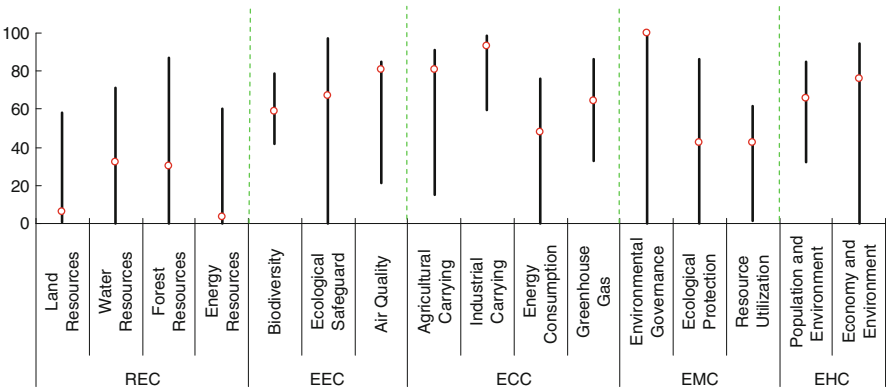 100
80
60
40
20
0
Land
Resources
Water
Resources
Forest
Resources
Energy
Resources
Biodiversity
Ecological
Safeguard
Air Quality
Agricultural
Carrying
Industrial
Carrying
Energy
Consumption
Greenhouse
Gas
Environmental
Governance
Ecological
Protection
Resource
Utilization
Population and
Environment
Economy and
Environment
REC
EEC
ECC
EMC
EHC